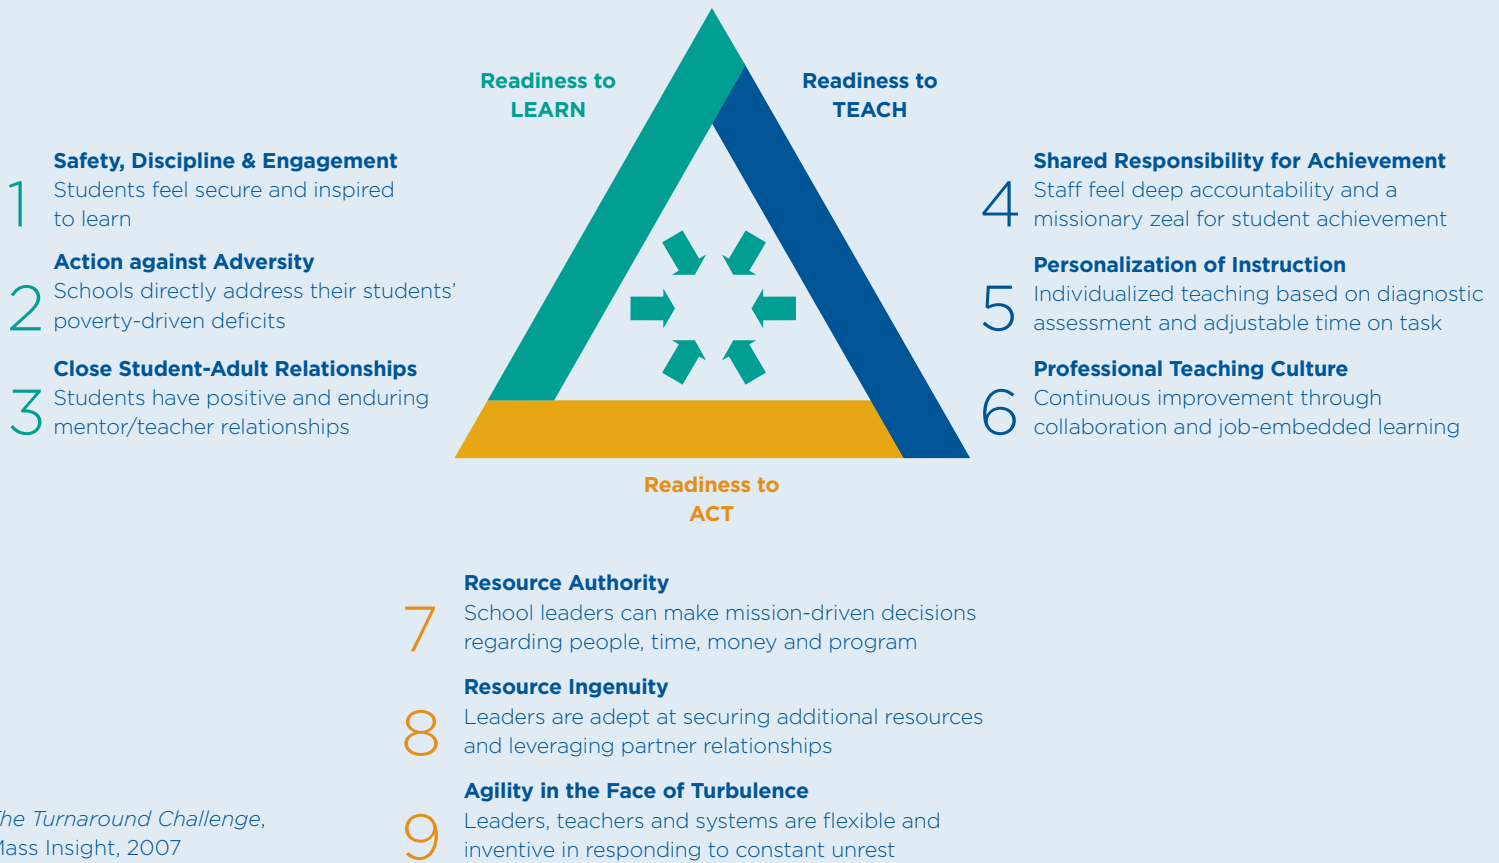 Readiness to
LEARN
Readiness to
TEACH
1
Safety, Discipline & Engagement
Students feel secure and inspired
to learn
2
Action against Adversity
Schools directly address their students’
poverty-driven deficits
3
Close Student-Adult Relationships
Students have positive and enduring
mentor/teacher relationships
4
Shared Responsibility for Achievement
Staff feel deep accountability and a
missionary zeal for student achievement
5
Personalization of Instruction
Individualized teaching based on diagnostic
assessment and adjustable time on task
6
Professional Teaching Culture
Continuous improvement through
collaboration and job-embedded learning
Readiness to
ACT
7
Resource Authority
School leaders can make mission-driven decisions
regarding people, time, money and program
8
Resource Ingenuity
Leaders are adept at securing additional resources
and leveraging partner relationships
9
Agility in the Face of Turbulence
Leaders, teachers and systems are flexible and
inventive in responding to constant unrest
The Turnaround Challenge,
Mass Insight, 2007